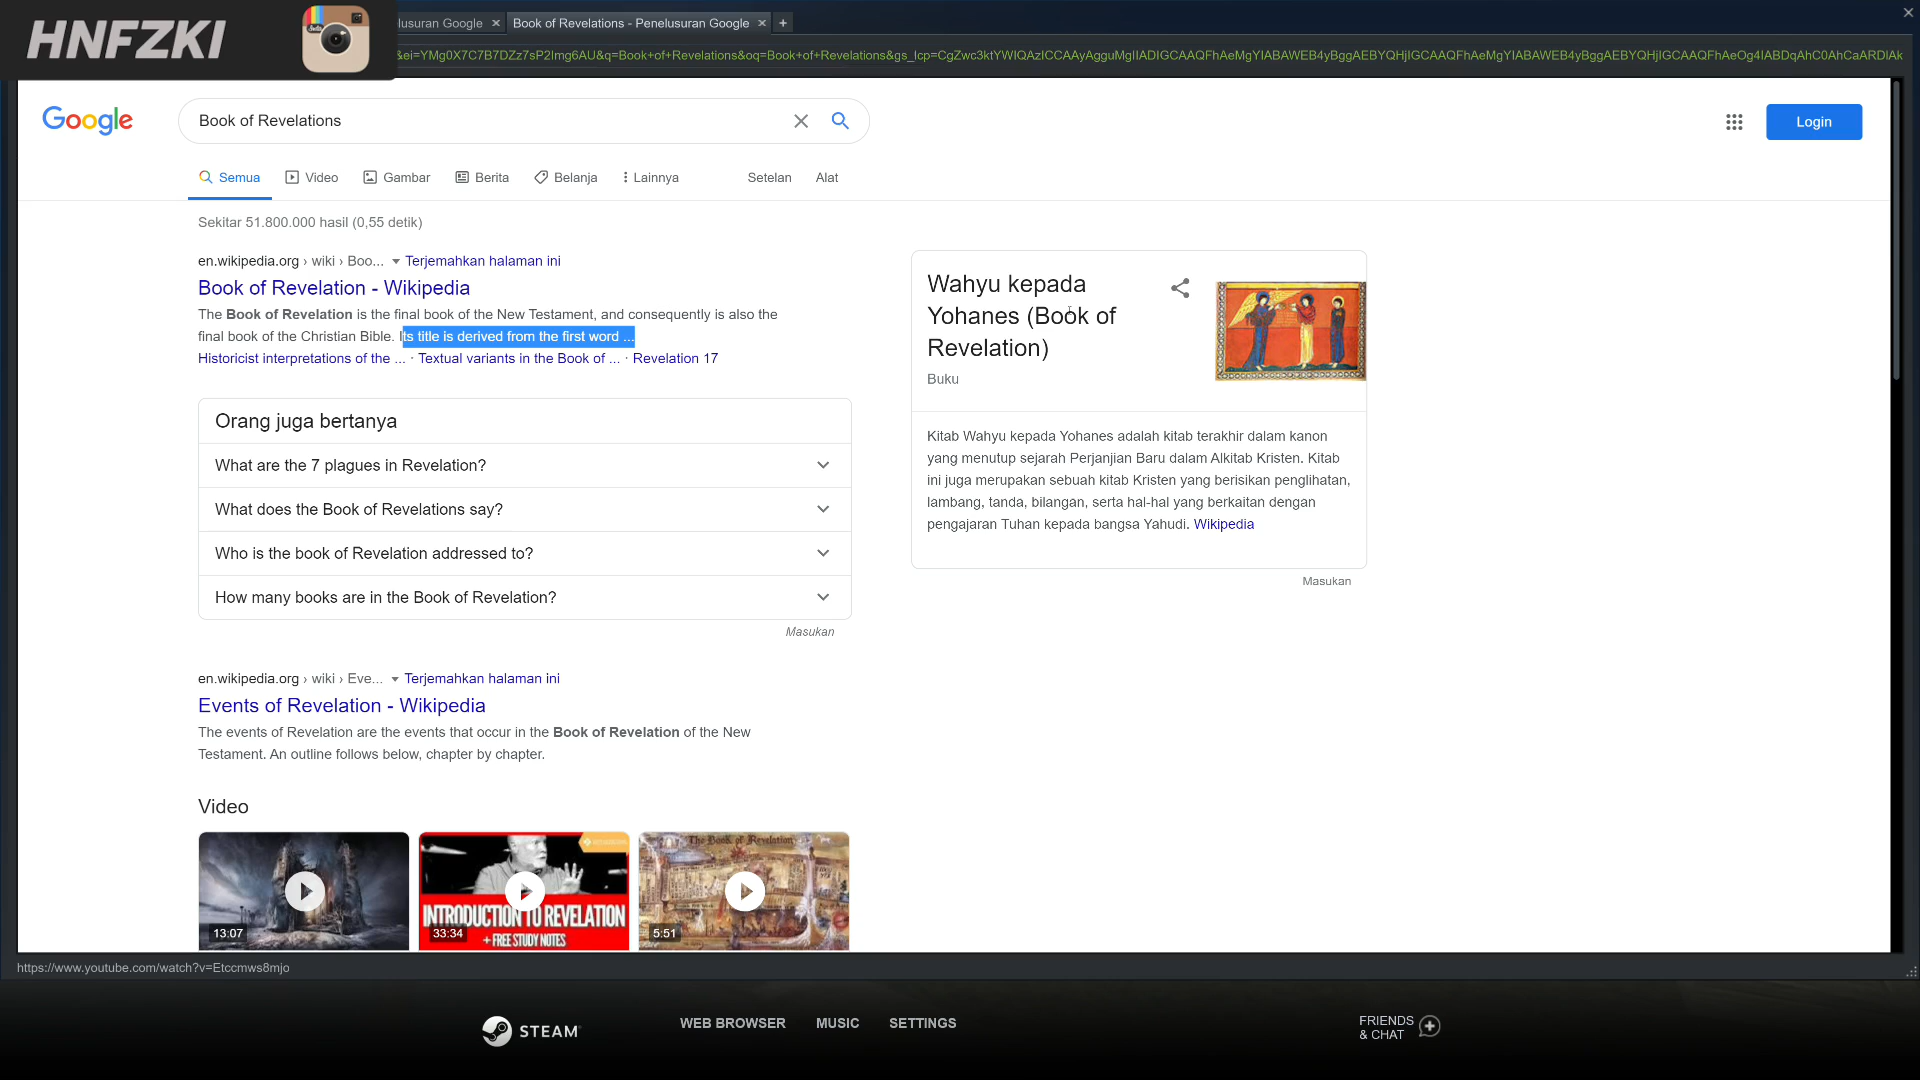 HNFZKI
Insta
lusuran Google
Book of Revelations - Penelusuran Google
Google
Book of Revelations
Login
Semua
Video
Gambar
Berita
Belanja
Lainnya
Setelan
Alat
Sekitar 51.800.000 hasil (0,55 detik)
en.wikipedia.org › wiki › Boo... Terjemahkan halaman ini
Book of Revelation - Wikipedia
The Book of Revelation is the final book of the New Testament, and consequently is also the
final book of the Christian Bible. Its title is derived from the first word ...
Historicist interpretations of the ... · Textual variants in the Book of ... · Revelation 17
Orang juga bertanya
What are the 7 plagues in Revelation?
What does the Book of Revelations say?
Who is the book of Revelation addressed to?
How many books are in the Book of Revelation?
Masukan
en.wikipedia.org › wiki › Eve... Terjemahkan halaman ini
Events of Revelation - Wikipedia
The events of Revelation are the events that occur in the Book of Revelation of the New
Testament. An outline follows below, chapter by chapter.
Video
13:07
INTRODUCTION TO REVELATION
+ FREE STUDY NOTES
33:34
The Book of Revelation
5:51
Wahyu kepada
Yohanes (Book of
Revelation)
Buku
Kitab Wahyu kepada Yohanes adalah kitab terakhir dalam kanon
yang menutup sejarah Perjanjian Baru dalam Alkitab Kristen. Kitab
ini juga merupakan sebuah kitab Kristen yang berisikan penglihatan,
lambang, tanda, bilangan, serta hal-hal yang berkaitan dengan
pengajaran Tuhan kepada bangsa Yahudi. Wikipedia
Masukan
https://www.youtube.com/watch?v=Etccmws8mjo
STEAM
WEB BROWSER
MUSIC
SETTINGS
FRIENDS
& CHAT